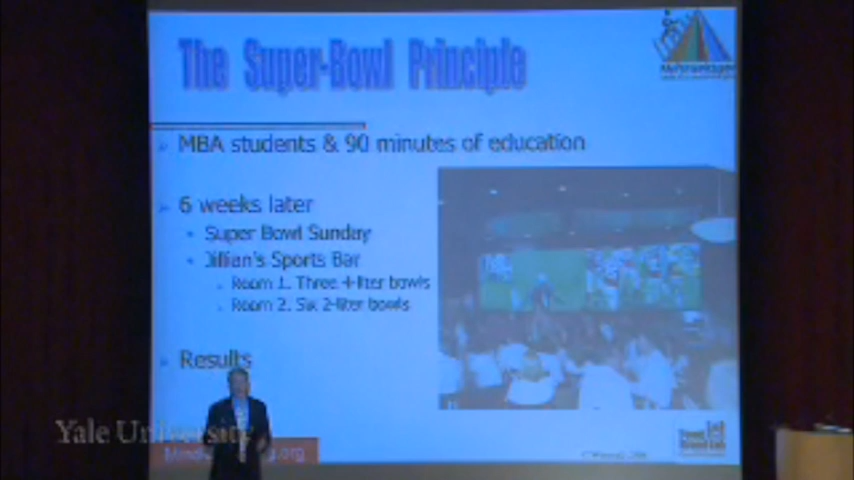 The Super-Bowl Principle
MBA students & 90 minutes of education
6 weeks later
Super Bowl Sunday
Jillian's Sports Bar
Room 1. Three 4-liter bowls
Room 2. Six 2-liter bowls
Results
Yale University